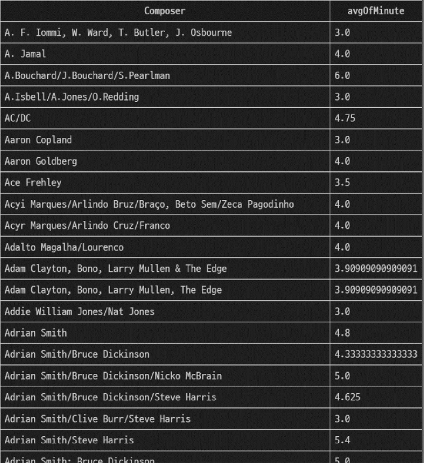 Composer avgOfMinute
A. F. Iommi, W. Ward, T. Butler, J. Osbourne 3.0
A. Jamal 4.0
A.Bouchard/J.Bouchard/S.Pearlman 6.0
A.Isbell/A.Jones/O.Redding 3.0
AC/DC 4.75
Aaron Copland 3.0
Aaron Goldberg 4.0
Ace Frehley 3.5
Acyi Marques/Arlindo Bruz/Braço, Beto Sem/Zeca Pagodinho 4.0
Acyr Marques/Arlindo Cruz/Franco 4.0
Adalto Magalha/Lourenco 4.0
Adam Clayton, Bono, Larry Mullen & The Edge 3.90909090909091
Adam Clayton, Bono, Larry Mullen, The Edge 3.90909090909091
Addie William Jones/Nat Jones 3.0
Adrian Smith 4.8
Adrian Smith/Bruce Dickinson 4.33333333333333
Adrian Smith/Bruce Dickinson/Nicko McBrain 5.0
Adrian Smith/Bruce Dickinson/Steve Harris 4.625
Adrian Smith/Clive Burr/Steve Harris 3.0
Adrian Smith/Steve Harris 5.4
Adrian Smith; Bruce Dickinson 5.0